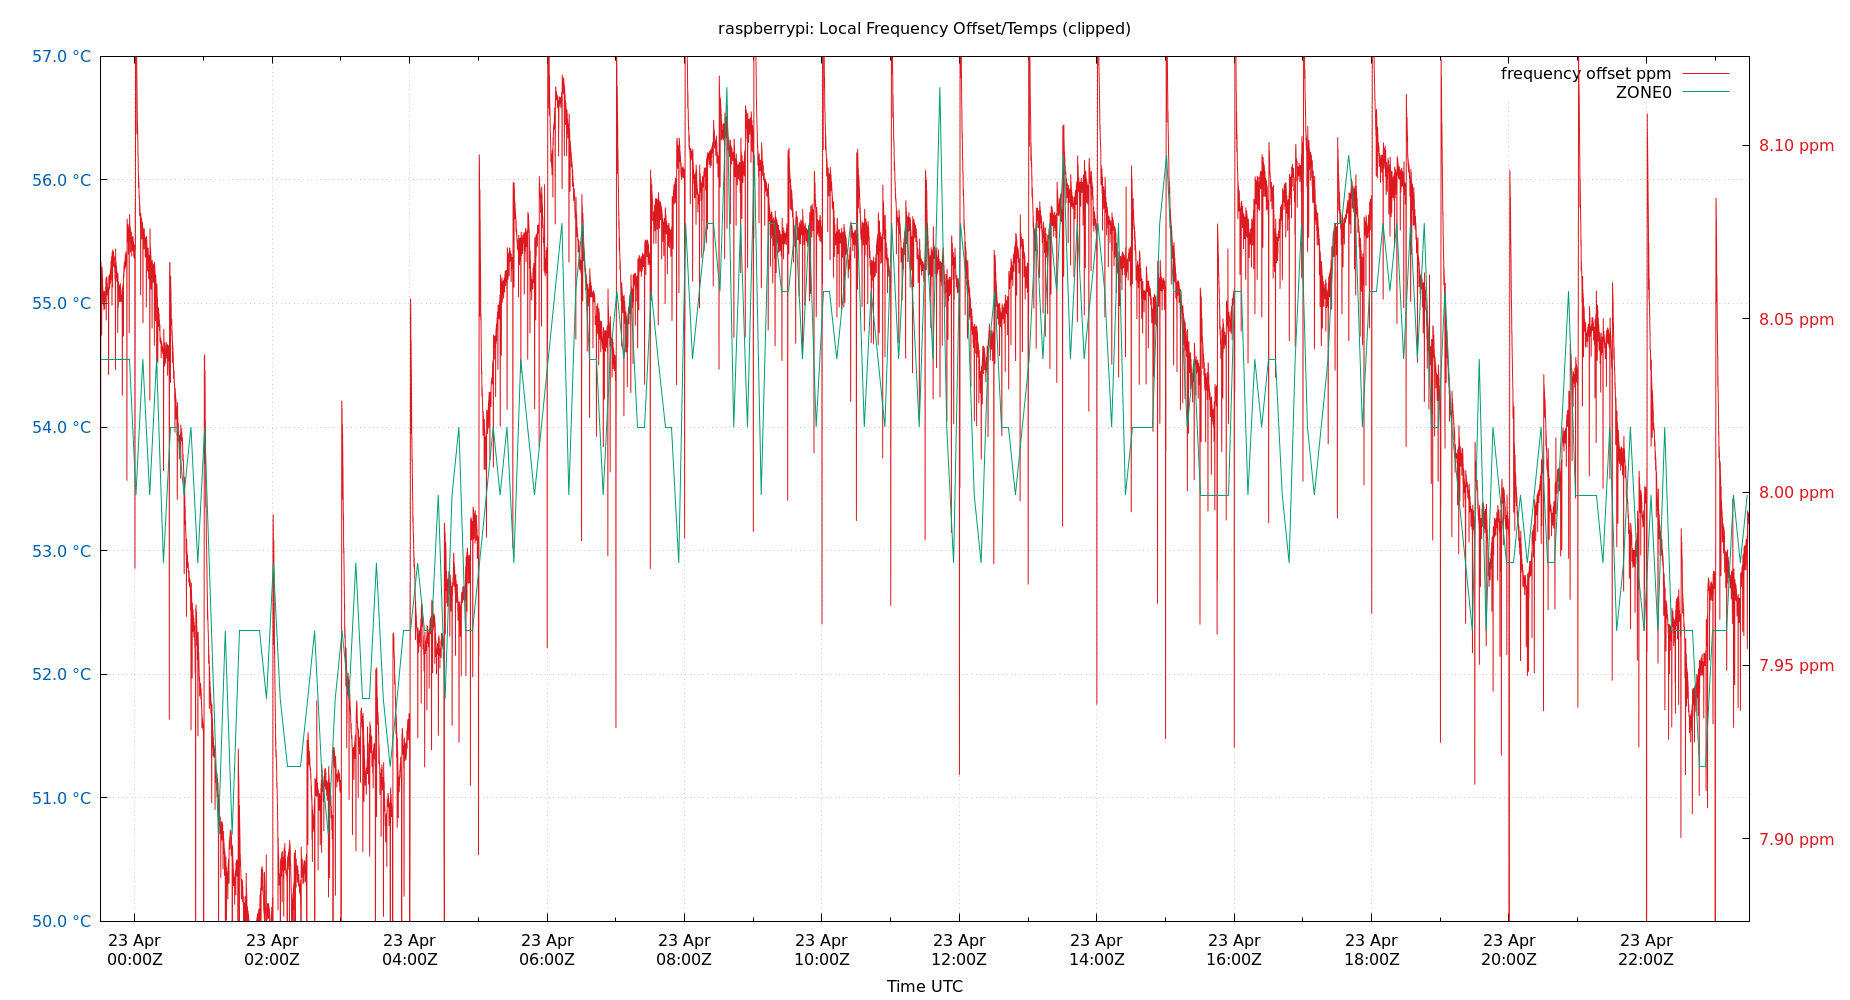 raspberrypi: Local Frequency Offset/Temps (clipped)
57.0 °C
56.0 °C
55.0 °C
54.0 °C
53.0 °C
52.0 °C
51.0 °C
50.0 °C
frequency offset ppm
ZONE0
8.10 ppm
8.05 ppm
8.00 ppm
7.95 ppm
7.90 ppm
23 Apr 23 Apr 23 Apr 23 Apr 23 Apr 23 Apr 23 Apr 23 Apr 23 Apr 23 Apr 23 Apr 23 Apr
00:00Z 02:00Z 04:00Z 06:00Z 08:00Z 10:00Z 12:00Z 14:00Z 16:00Z 18:00Z 20:00Z 22:00Z
Time UTC